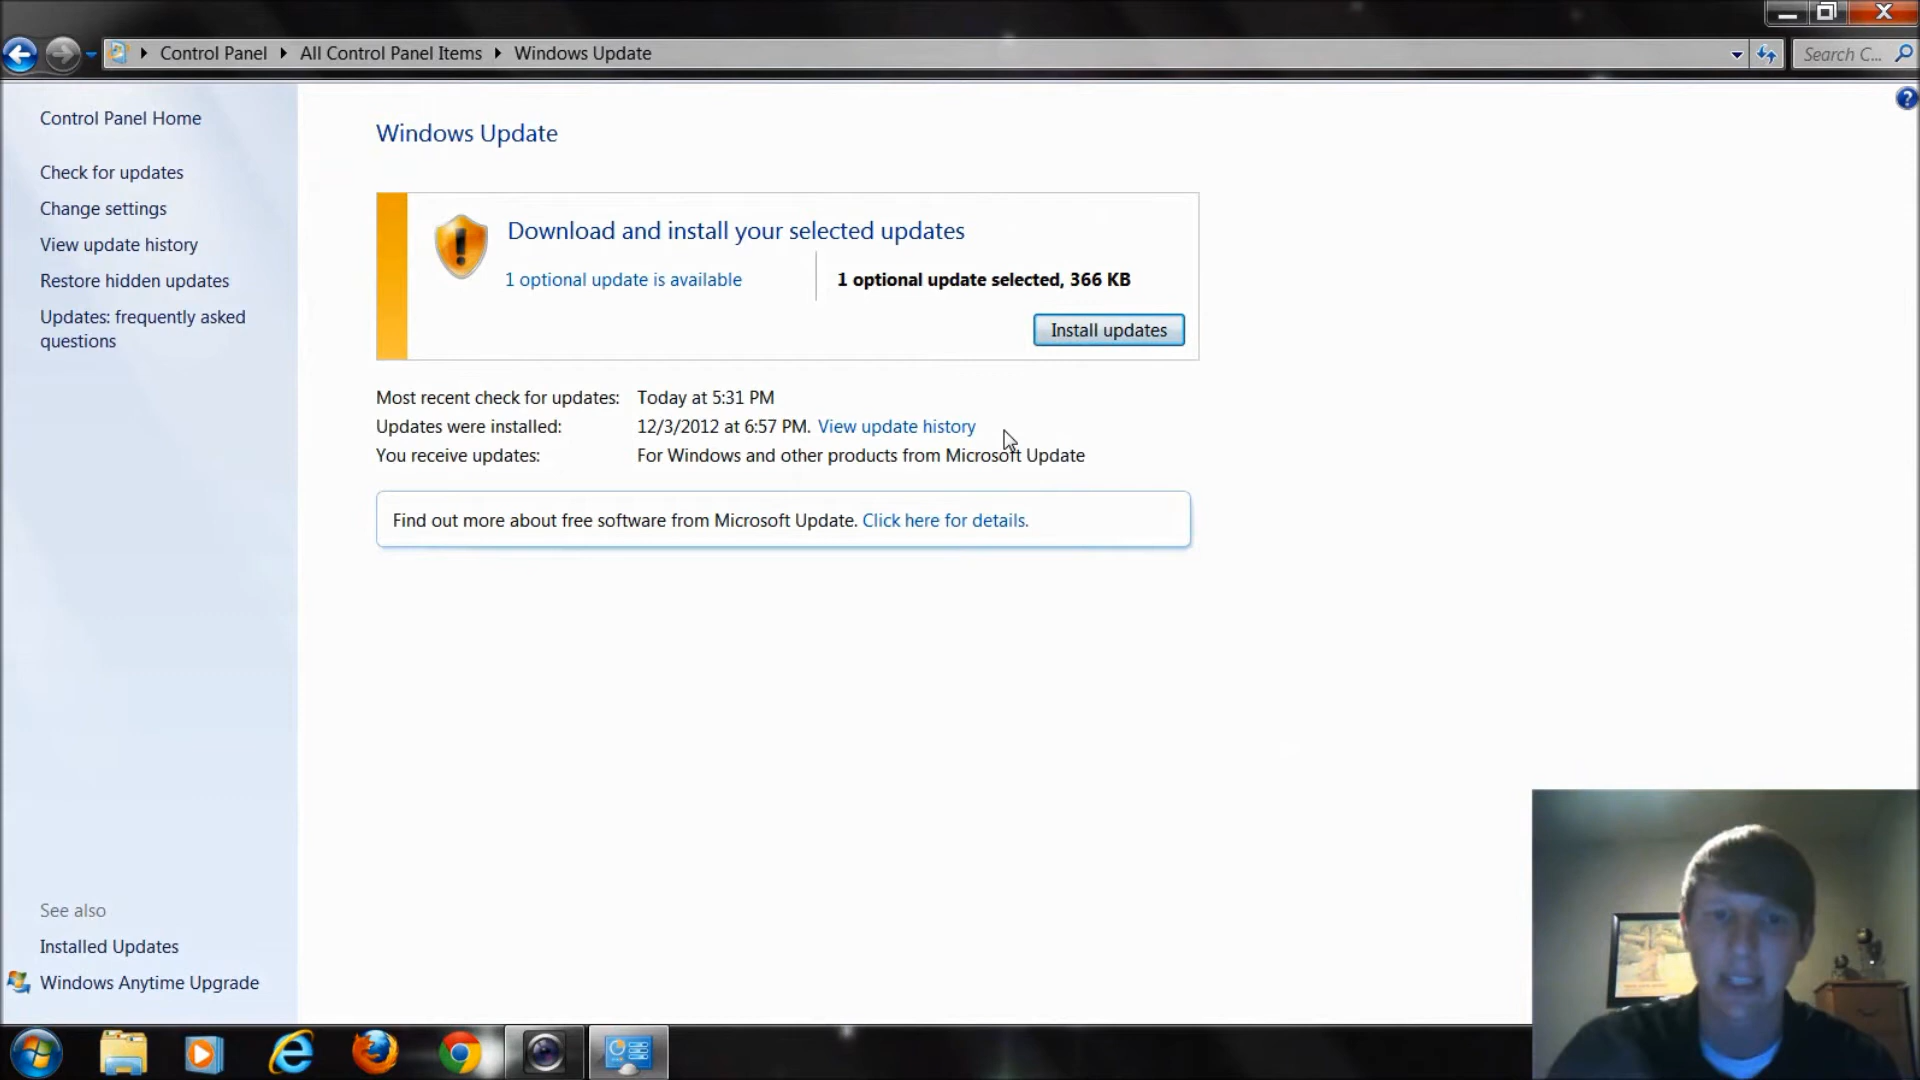 Control Panel
All Control Panel Items
Windows Update
Search C...
Control Panel Home
Check for updates
Change settings
View update history
Restore hidden updates
Updates: frequently asked
questions
Windows Update
Download and install your selected updates
1 optional update is available
1 optional update selected, 366 KB
Install updates
Most recent check for updates: Today at 5:31 PM
Updates were installed: 12/3/2012 at 6:57 PM. View update history
You receive updates: For Windows and other products from Microsoft Update
Find out more about free software from Microsoft Update. Click here for details.
See also
Installed Updates
Windows Anytime Upgrade